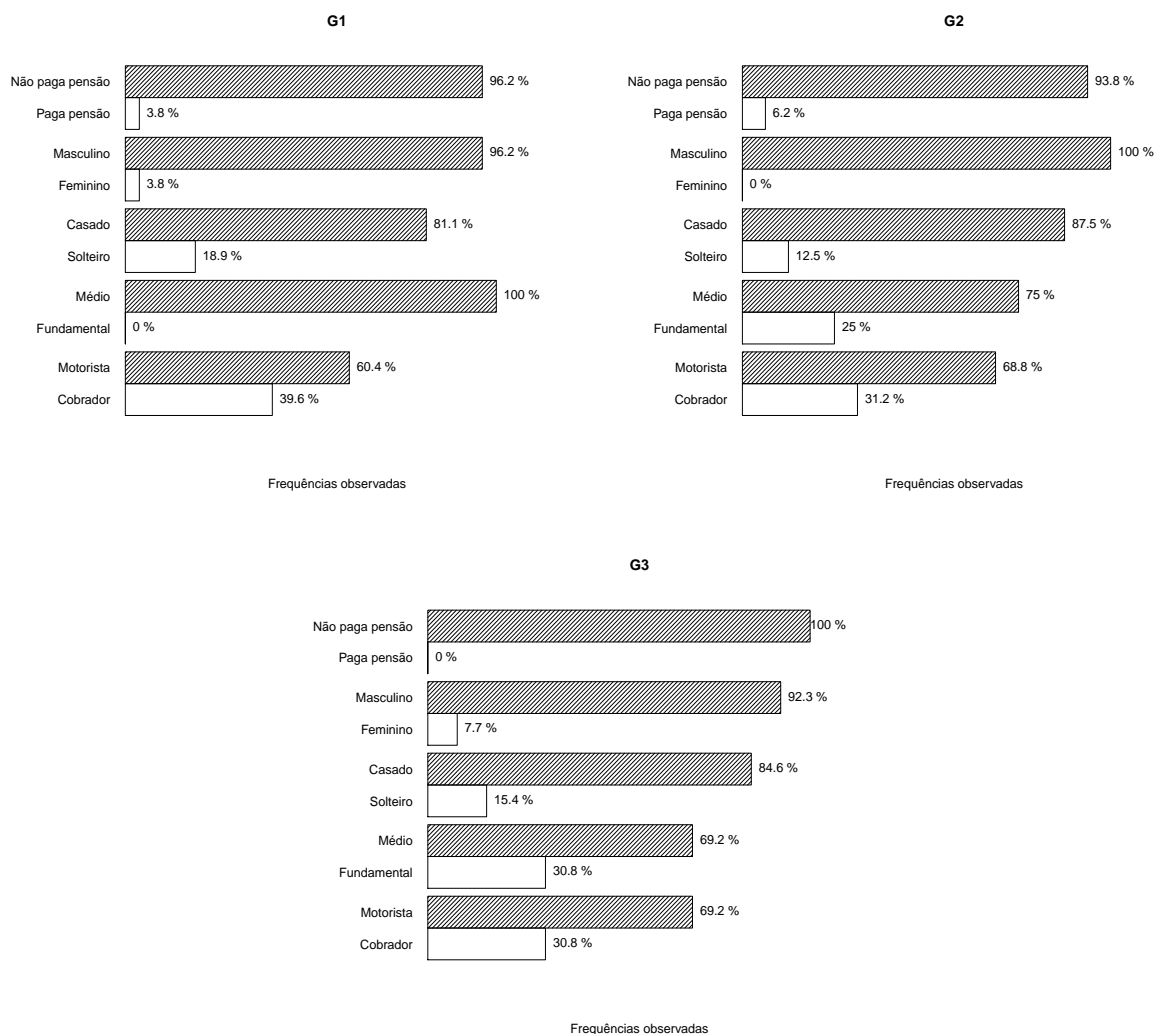 G1
Não paga pensão 96.2 %
Paga pensão 3.8 %
Masculino 96.2 %
Feminino 3.8 %
Casado 81.1 %
Solteiro 18.9 %
Médio 100 %
Fundamental 0 %
Motorista 60.4 %
Cobrador 39.6 %
Frequências observadas
G2
Não paga pensão 93.8 %
Paga pensão 6.2 %
Masculino 100 %
Feminino 0 %
Casado 87.5 %
Solteiro 12.5 %
Médio 75 %
Fundamental 25 %
Motorista 68.8 %
Cobrador 31.2 %
Frequências observadas
G3
Não paga pensão 100 %
Paga pensão 0 %
Masculino 92.3 %
Feminino 7.7 %
Casado 84.6 %
Solteiro 15.4 %
Médio 69.2 %
Fundamental 30.8 %
Motorista 69.2 %
Cobrador 30.8 %
Frequências observadas